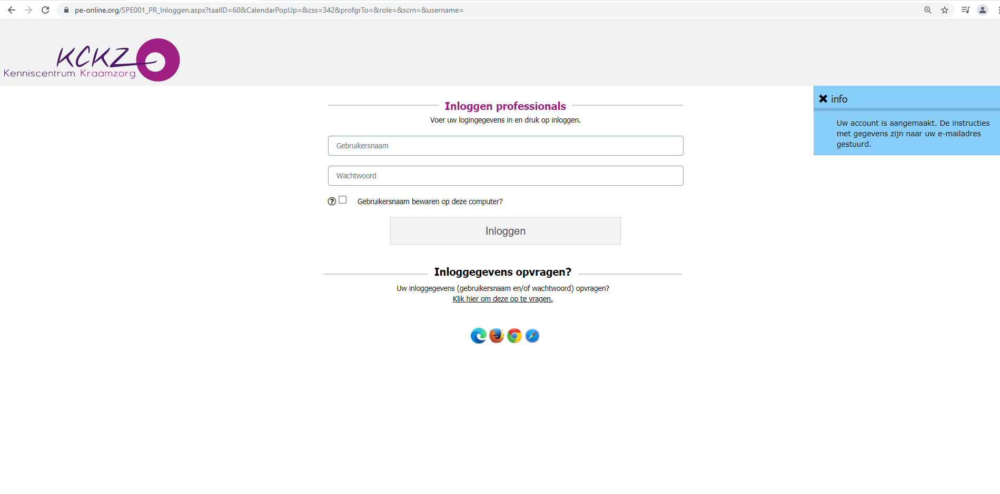 pe-online.org/SPE001_PR_Inloggen.aspx?taalID=60&CalendarPopUp=&css=342&profgrTo=&role=&scrn=&username=
KCKZ
Kenniscentrum Kraamzorg
Inloggen professionals
Voer uw logingegevens in en druk op inloggen.
Gebruikersnaam
Wachtwoord
Gebruikersnaam bewaren op deze computer?
Inloggen
Inloggegevens opvragen?
Uw inloggegevens (gebruikersnaam en/of wachtwoord) opvragen?
Klik hier om deze op te vragen.
info
Uw account is aangemaakt. De instructies
met gegevens zijn naar uw e-mailadres
gestuurd.